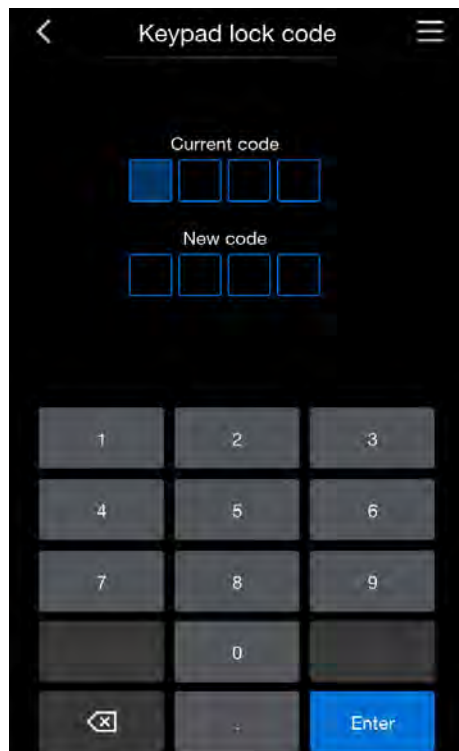 Keypad lock code
Current code
New code
1 2 3
4 5 6
7 8 9
0
.
Enter